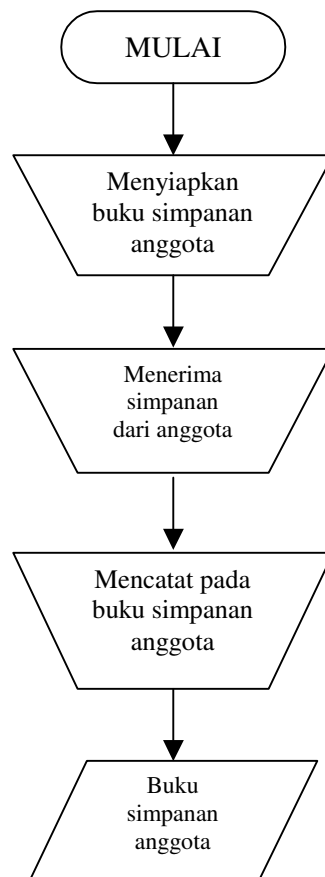 MULAI
Menyiapkan
buku simpanan
anggota
Menerima
simpanan
dari anggota
Mencatat pada
buku simpanan
anggota
Buku
simpanan
anggota